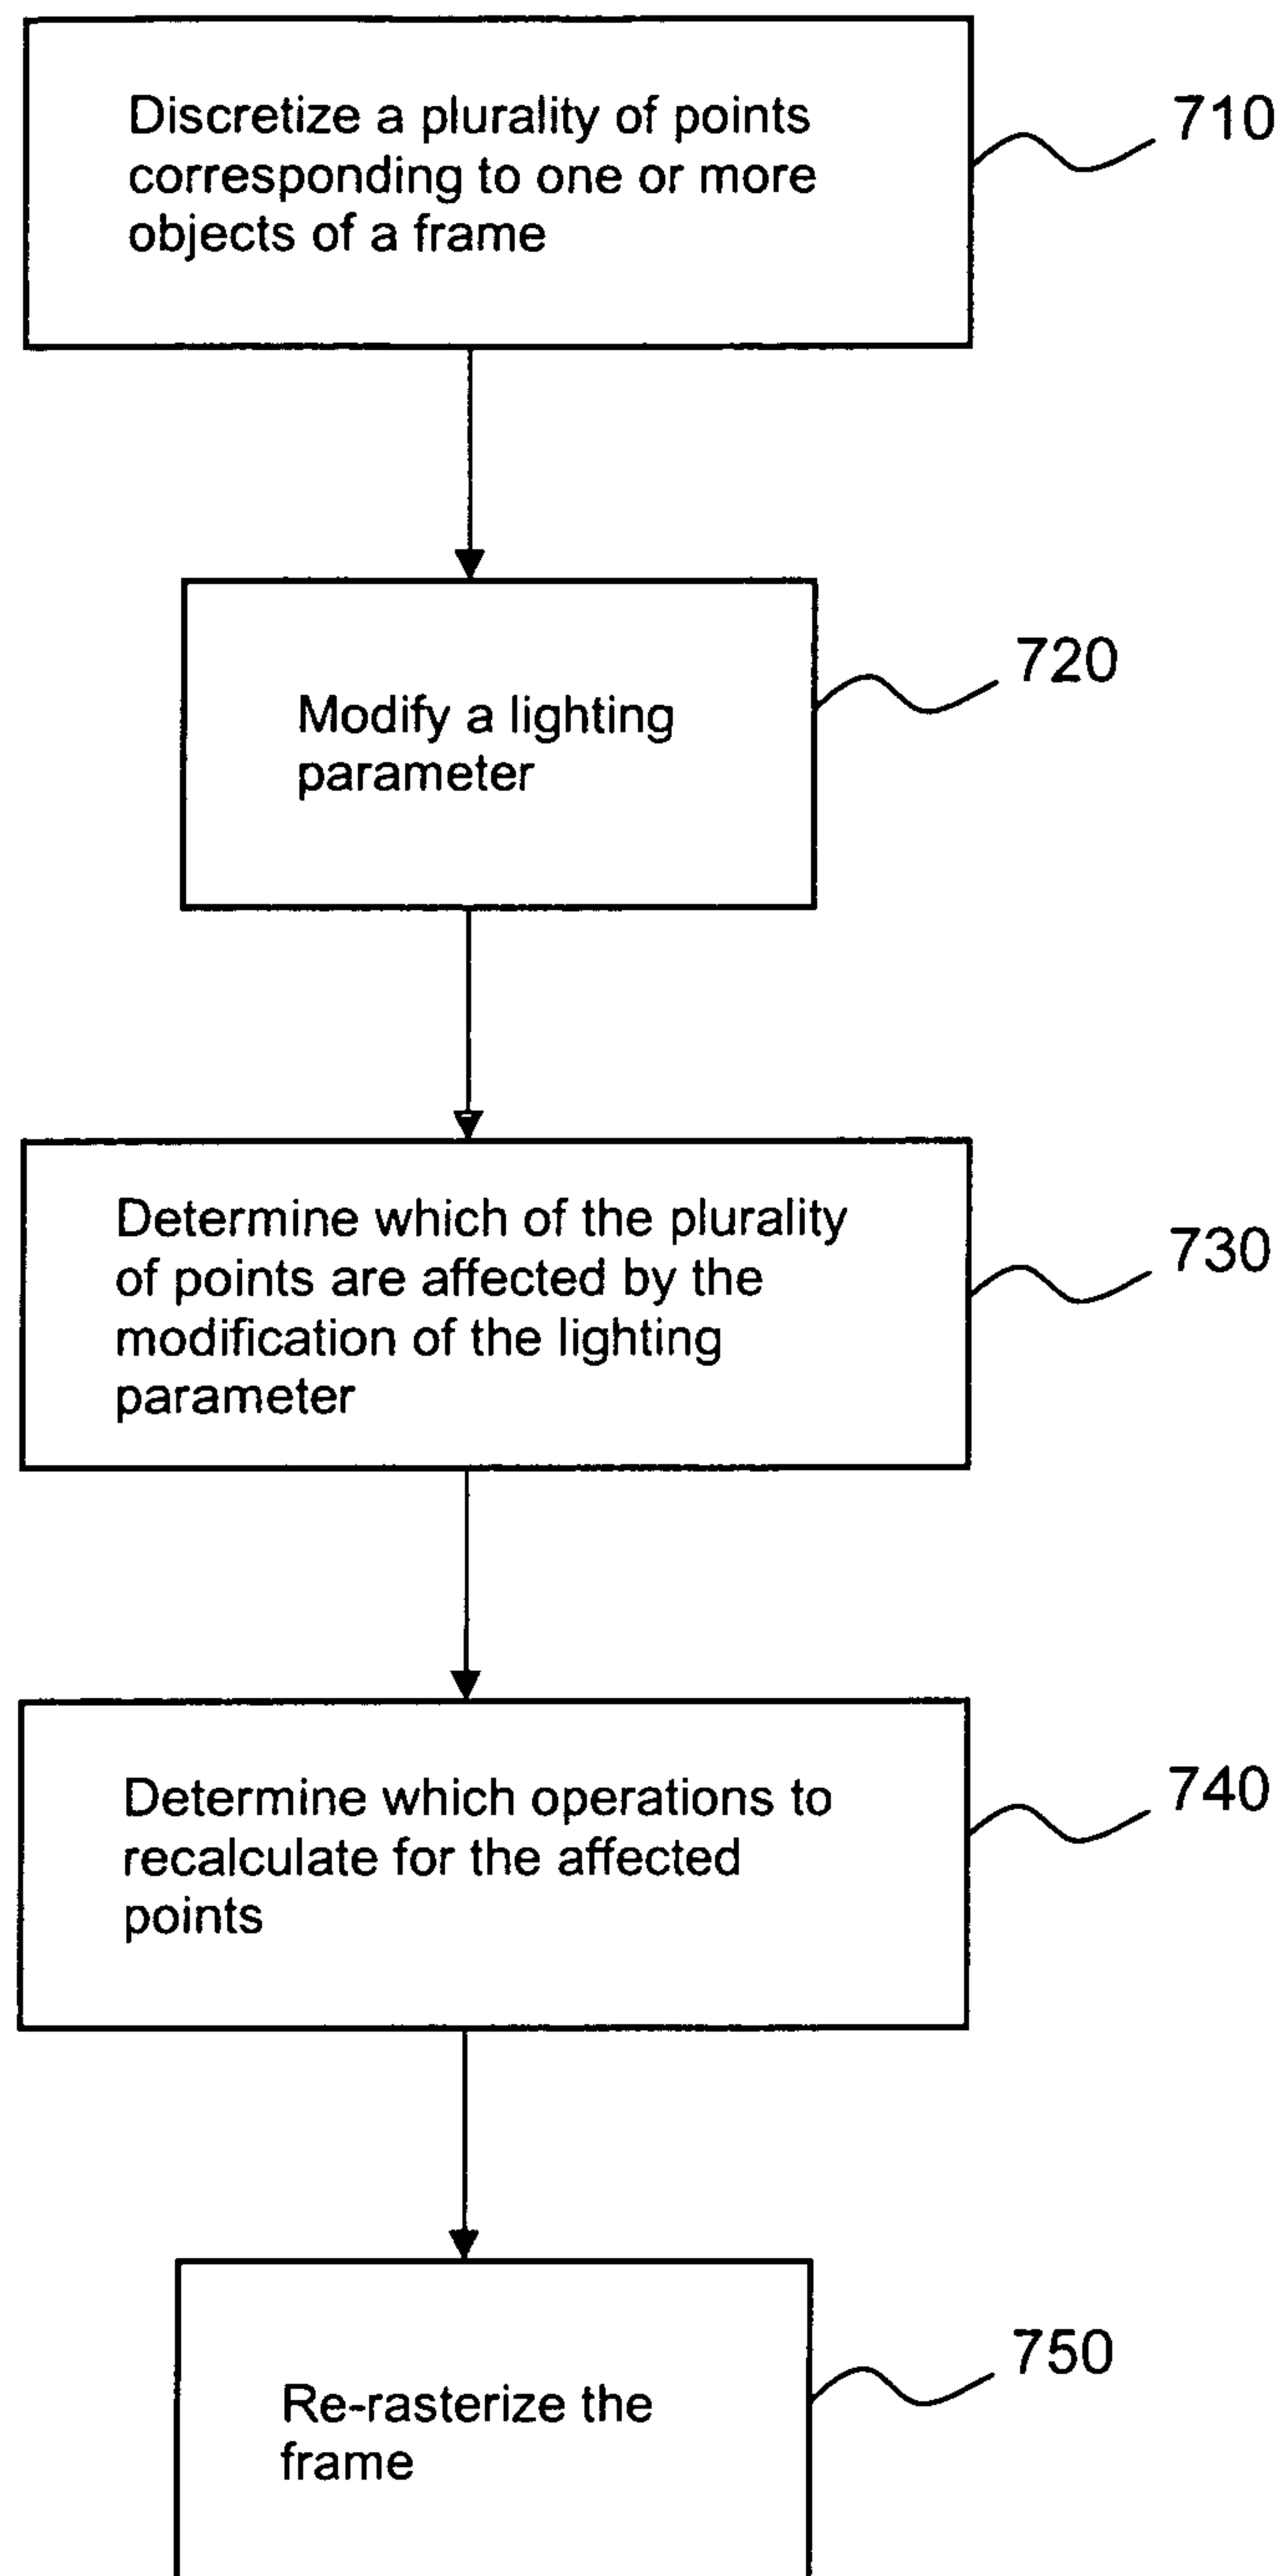 Discretize a plurality of points
corresponding to one or more
objects of a frame
710
Modify a lighting
parameter
720
Determine which of the plurality
of points are affected by the
modification of the lighting
parameter
730
Determine which operations to
recalculate for the affected
points
740
Re-rasterize the
frame
750